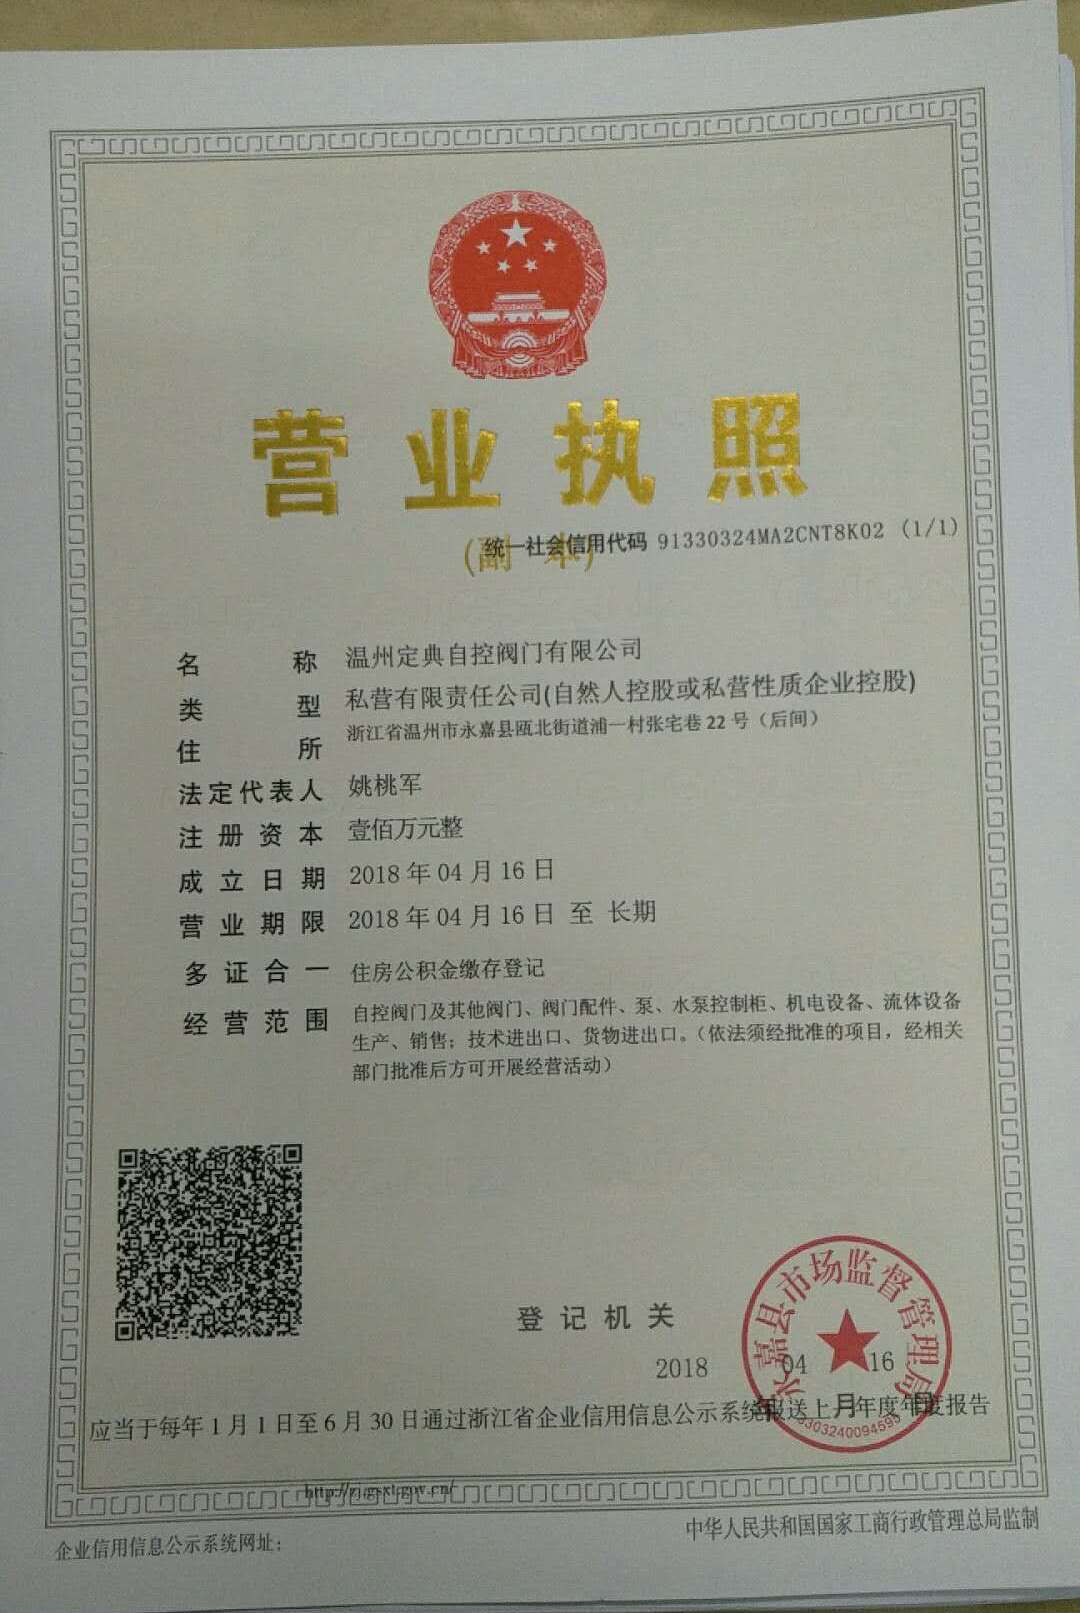 营业执照
(副 本)
统一社会信用代码 91330324MA2CNT8K02 (1/1)
名称 温州定典自控阀门有限公司
类型 私营有限责任公司(自然人控股或私营性质企业控股)
住所 浙江省温州市永嘉县瓯北街道浦一村张宅巷22号（后间）
法定代表人 姚桃军
注册资本 壹佰万元整
成立日期 2018年04月16日
营业期限 2018年04月16日 至 长期
多证合一 住房公积金缴存登记
经营范围 自控阀门及其他阀门、阀门配件、泵、水泵控制柜、机电设备、流体设备
生产、销售；技术进出口、货物进出口。（依法须经批准的项目，经相关
部门批准后方可开展经营活动）
登记机关
永嘉县市场监督管理局
2018 04 16
年 月 日
应当于每年1月1日至6月30日通过浙江省企业信用信息公示系统报送上一年度年度报告
http://zj.gsxt.gov.cn/
企业信用信息公示系统网址：
中华人民共和国国家工商行政管理总局监制